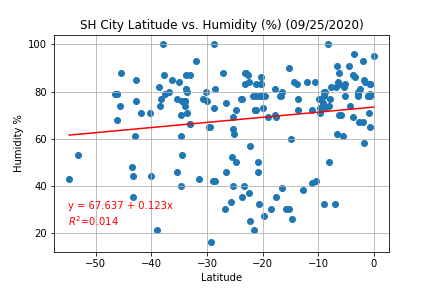 SH City Latitude vs. Humidity (%) (09/25/2020)
Humidity %
100
80
60
40
20
y = 67.637 + 0.123x
R²=0.014
−50
−40
−30
−20
−10
0
Latitude